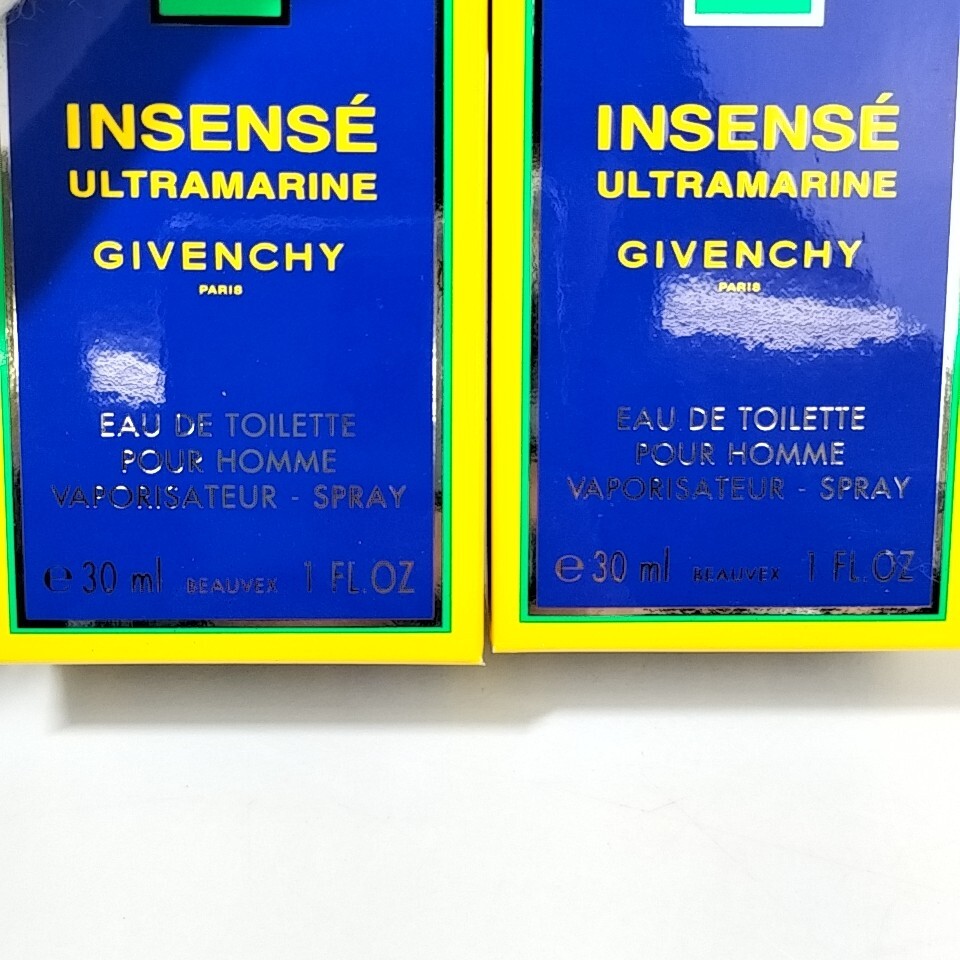 INSENSÉ
ULTRAMARINE
GIVENCHY
PARIS
EAU DE TOILETTE
POUR HOMME
VAPORISATEUR - SPRAY
℮ 30 ml BEAUVEX 1 FL.OZ
INSENSÉ
ULTRAMARINE
GIVENCHY
PARIS
EAU DE TOILETTE
POUR HOMME
VAPORISATEUR - SPRAY
℮ 30 ml BEAUVEX 1 FL.OZ